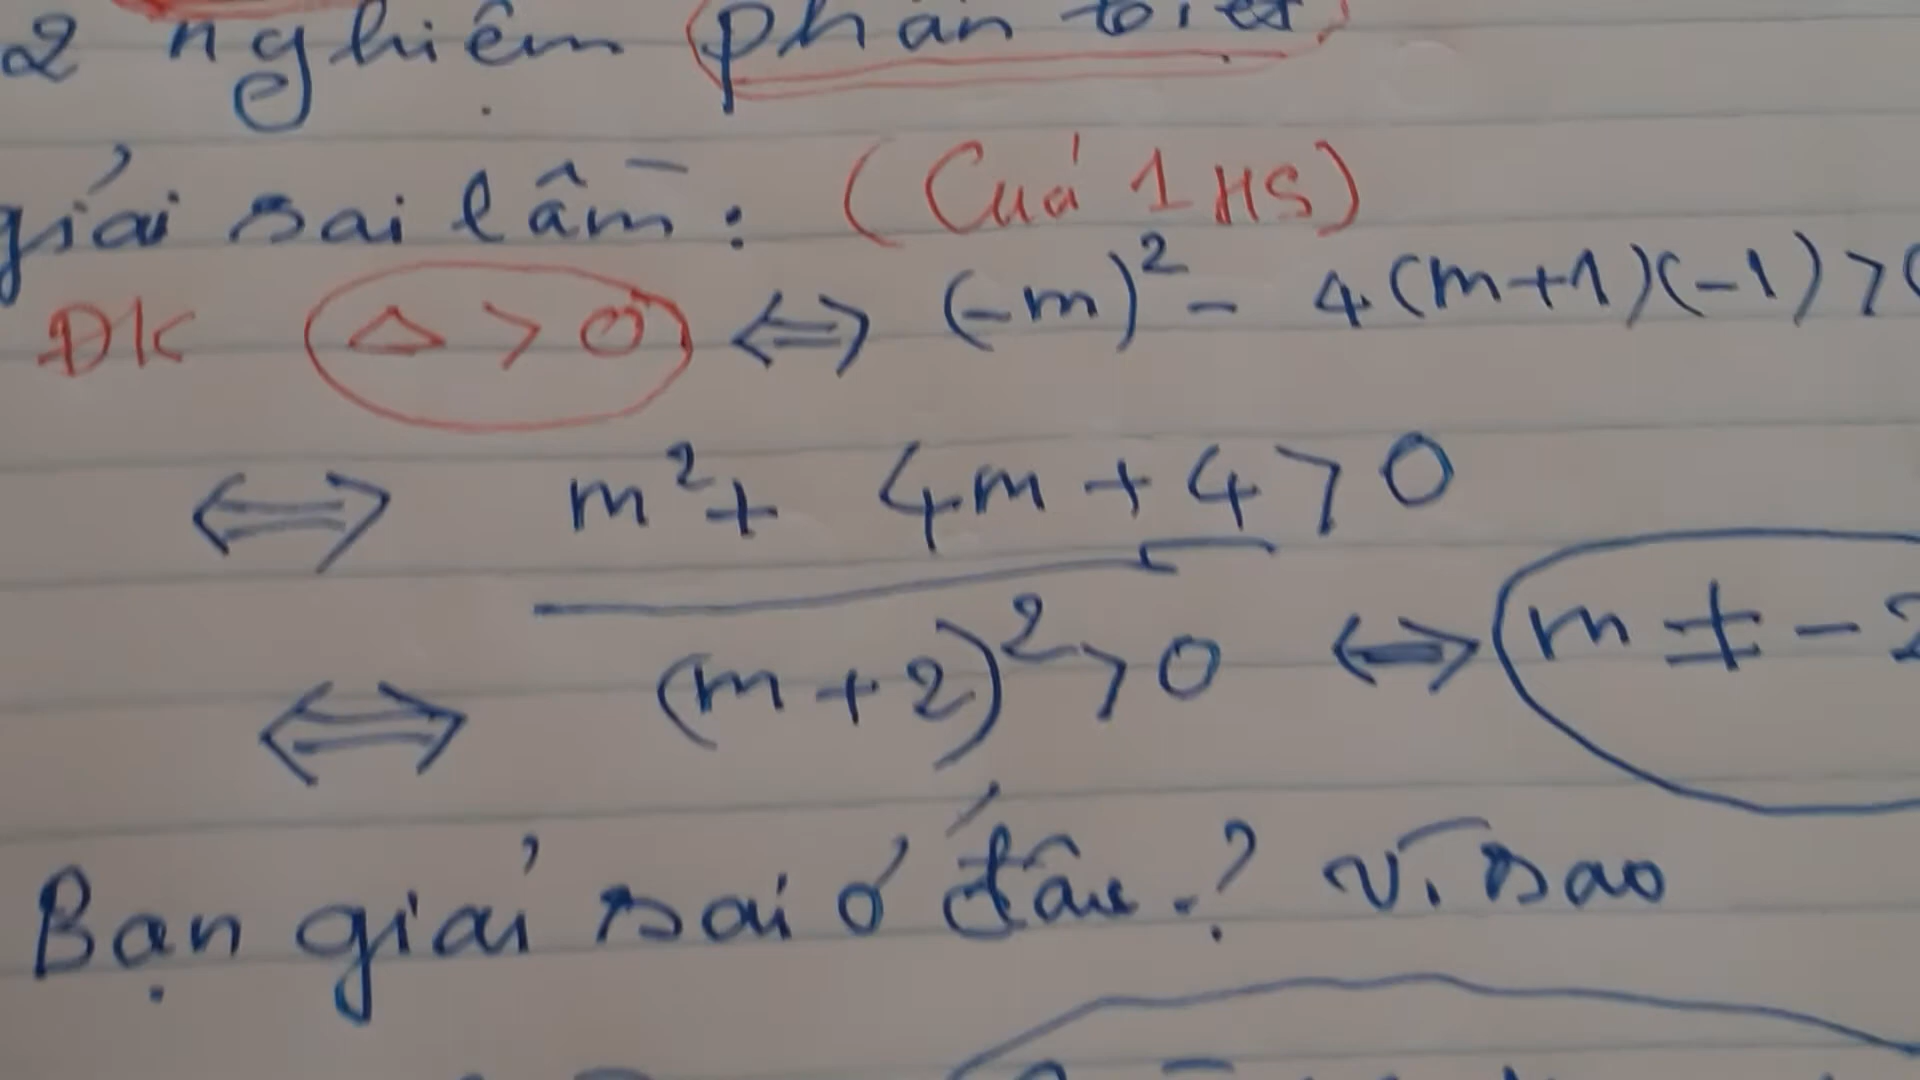 2 nghiệm phân biệt
giải sai lầm: (Của 1 HS)
ĐK Δ > 0 ⇔ (-m)² - 4(m+1)(-1) > 0
⇔ m² + 4m + 4 > 0
⇔ (m+2)² > 0 ⇔ m ≠ -2
Bạn giải sai ở đâu? Vì sao